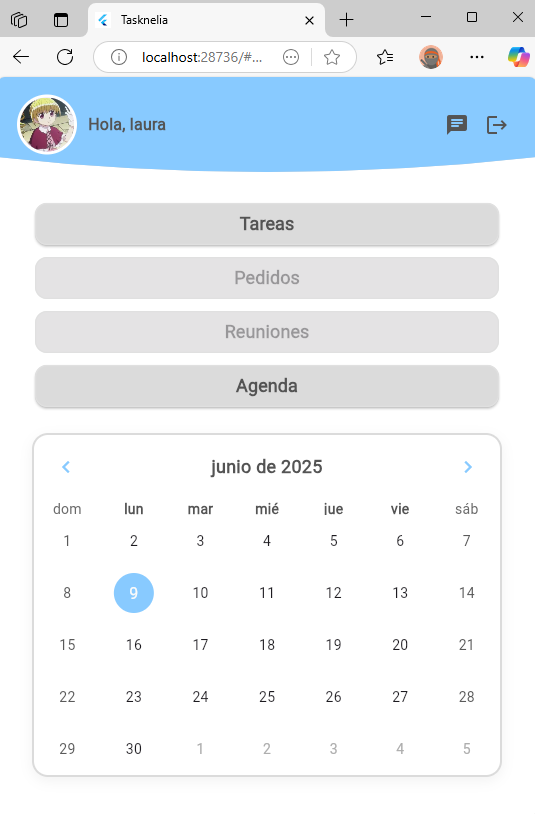 Tasknelia
localhost:28736/#...
Hola, laura
Tareas
Pedidos
Reuniones
Agenda
junio de 2025
dom lun mar mié jue vie sáb
1 2 3 4 5 6 7
8 9 10 11 12 13 14
15 16 17 18 19 20 21
22 23 24 25 26 27 28
29 30 1 2 3 4 5